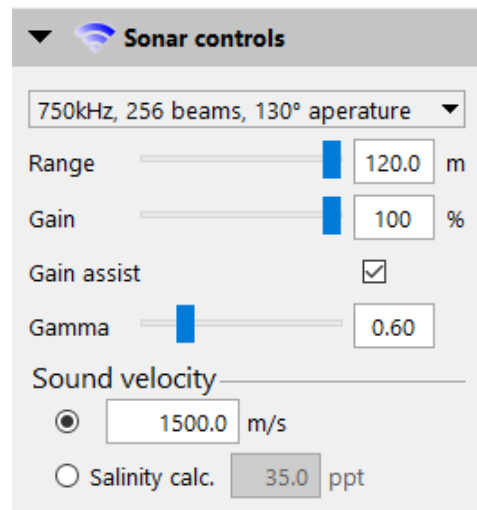 Sonar controls
750kHz, 256 beams, 130° aperature
Range 120.0 m
Gain 100 %
Gain assist
Gamma 0.60
Sound velocity
1500.0 m/s
Salinity calc. 35.0 ppt